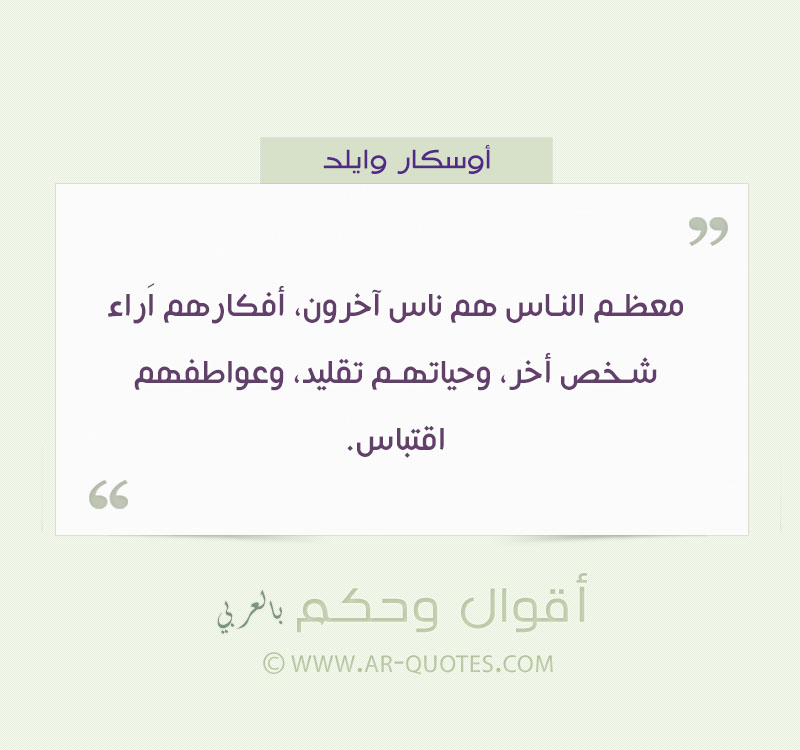 أوسكار وايلد
”
معظم الناس هم ناس آخرون، أفكارهم اَراء
شخص أخر، وحياتهم تقليد، وعواطفهم
اقتباس.
“
أقوال وحكم بالعربي
© WWW.AR-QUOTES.COM